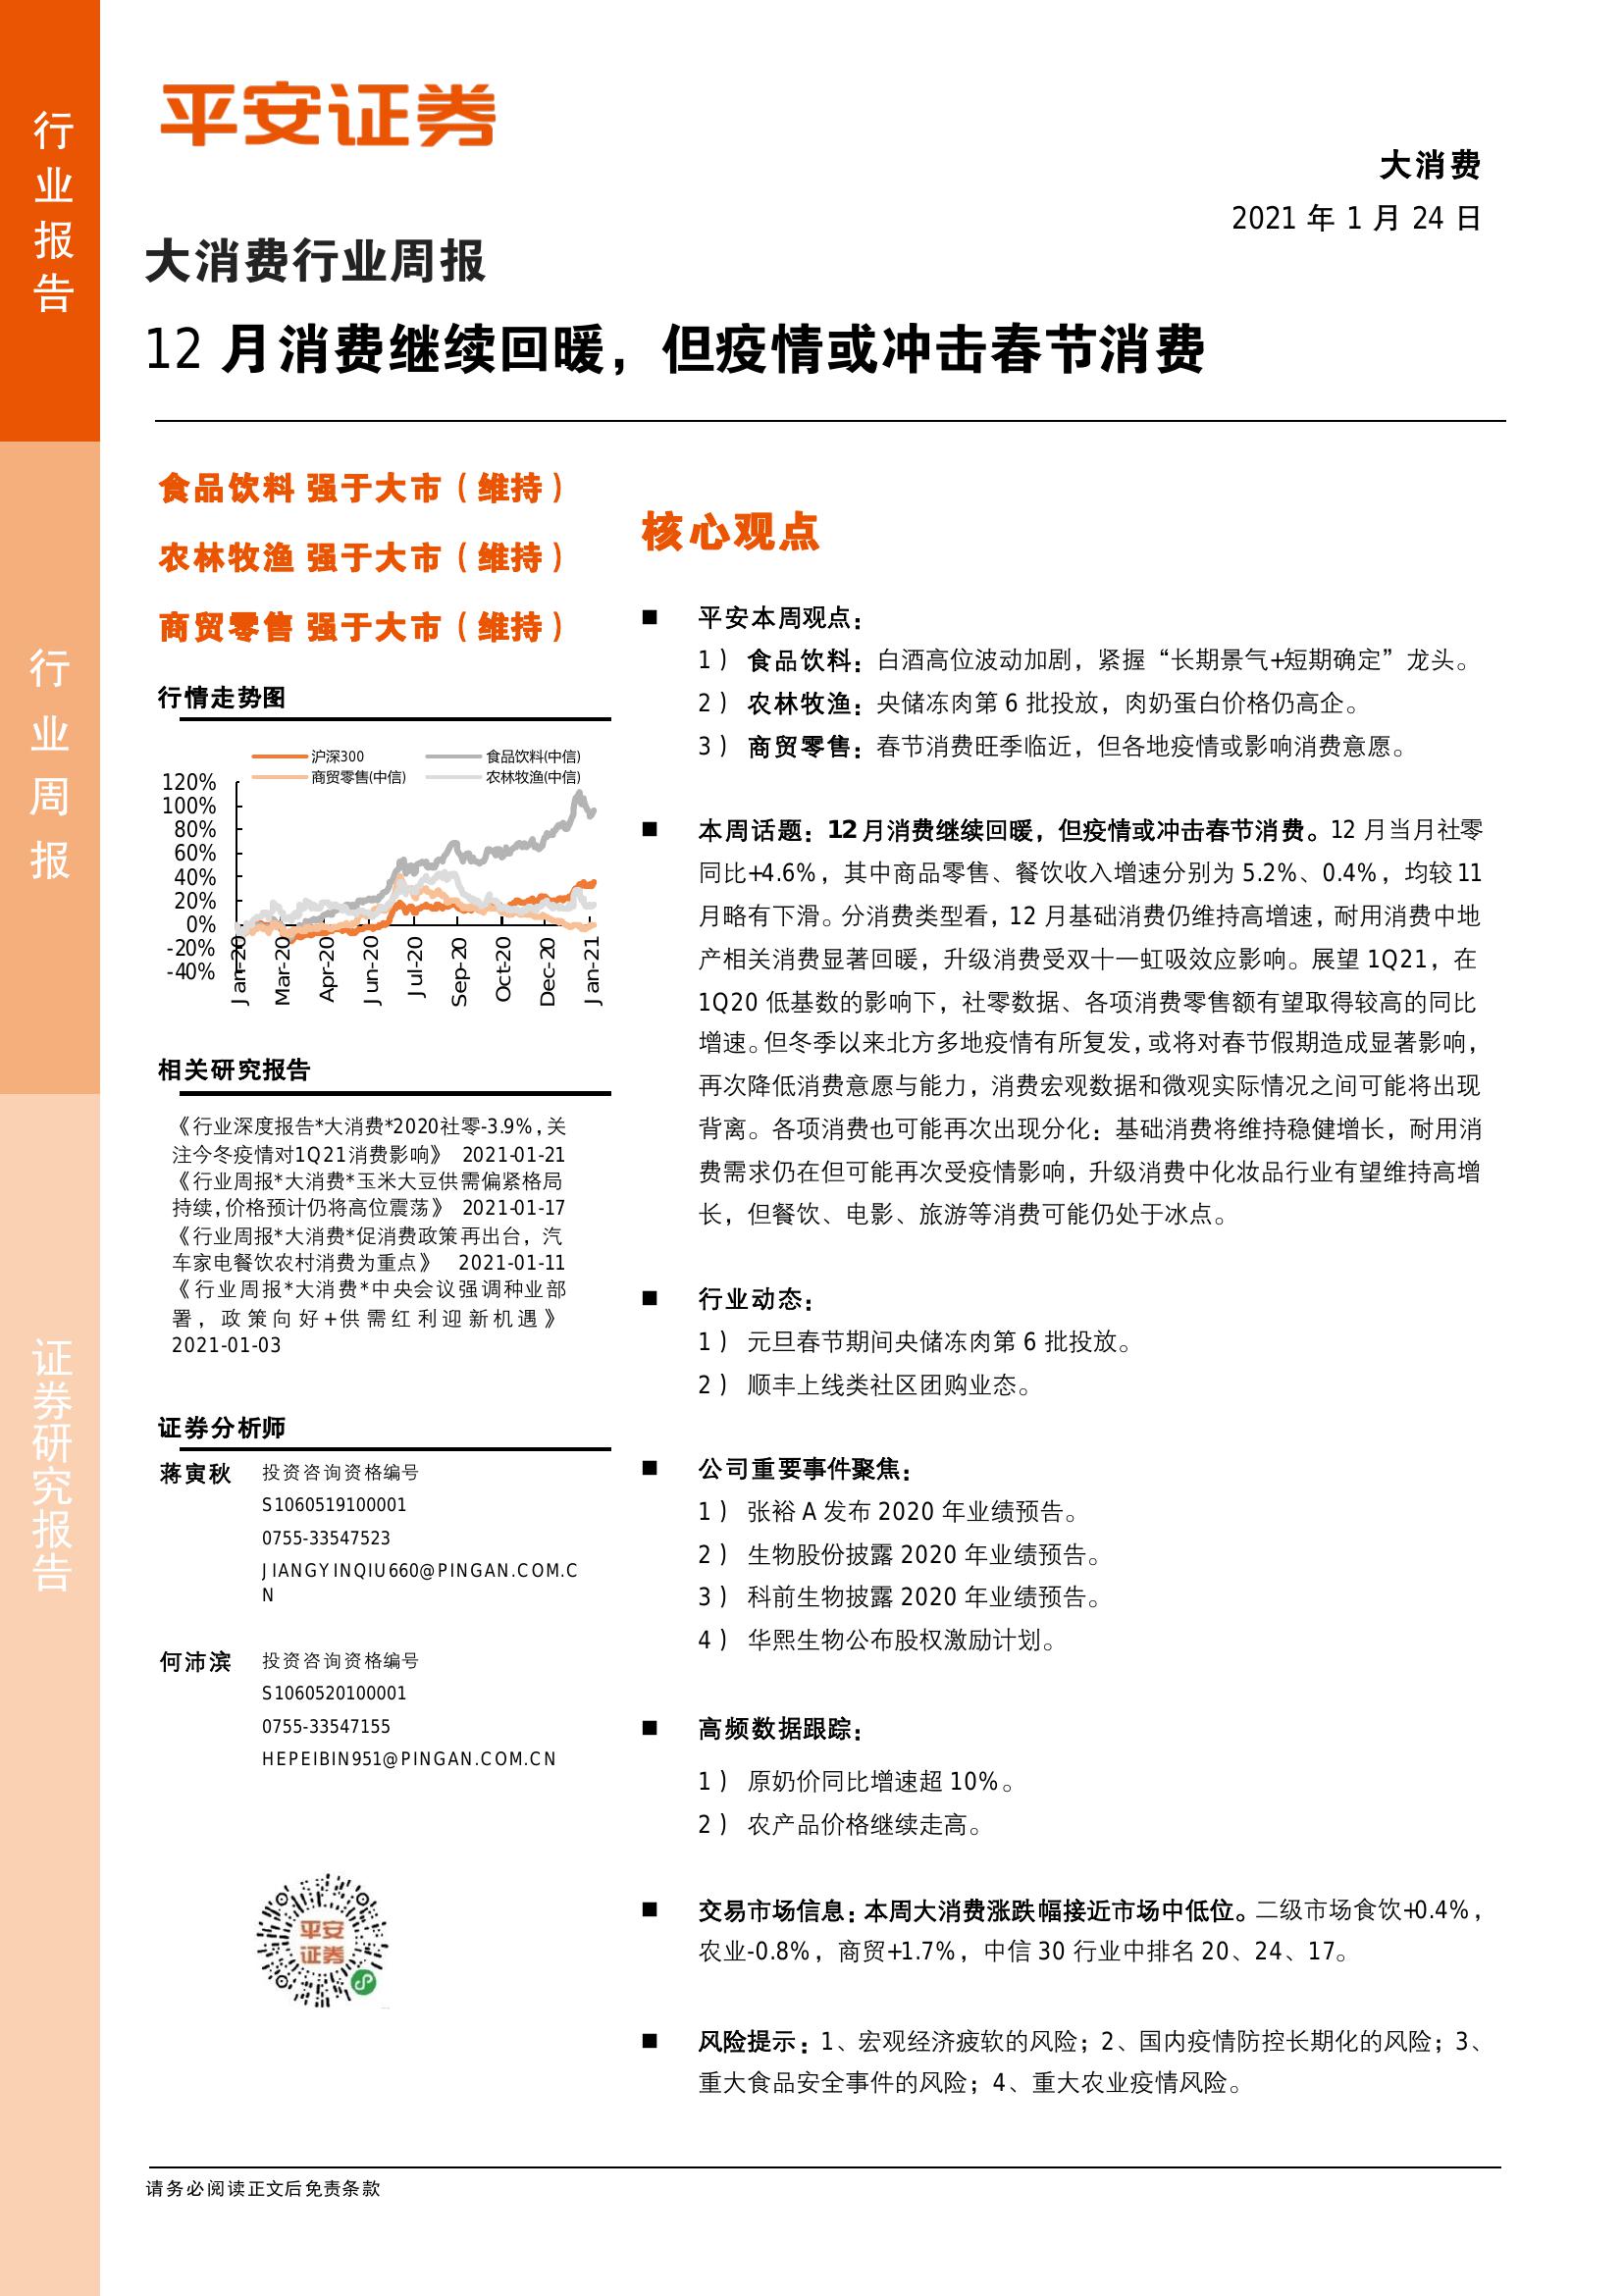 行业报告
行业周报
证券研究报告
平安证券
大消费
2021 年 1 月 24 日
大消费行业周报
12 月消费继续回暖，但疫情或冲击春节消费
食品饮料 强于大市（维持）
农林牧渔 强于大市（维持）
商贸零售 强于大市（维持）
行情走势图
沪深300 食品饮料(中信)
商贸零售(中信) 农林牧渔(中信)
120%
100%
80%
60%
40%
20%
0%
-20%
-40%
Jan-20 Mar-20 Apr-20 Jun-20 Jul-20 Sep-20 Oct-20 Dec-20 Jan-21
相关研究报告
《行业深度报告*大消费*2020社零-3.9%，关
注今冬疫情对1Q21消费影响》 2021-01-21
《行业周报*大消费*玉米大豆供需偏紧格局
持续，价格预计仍将高位震荡》 2021-01-17
《行业周报*大消费*促消费政策再出台，汽
车家电餐饮农村消费为重点》 2021-01-11
《行业周报*大消费*中央会议强调种业部
署，政策向好+供需红利迎新机遇》
2021-01-03
证券分析师
蒋寅秋 投资咨询资格编号
S1060519100001
0755-33547523
JIANGYINQIU660@PINGAN.COM.C
N
何沛滨 投资咨询资格编号
S1060520100001
0755-33547155
HEPEIBIN951@PINGAN.COM.CN
平安
证券
核心观点
■ 平安本周观点：
1） 食品饮料：白酒高位波动加剧，紧握“长期景气+短期确定”龙头。
2） 农林牧渔：央储冻肉第 6 批投放，肉奶蛋白价格仍高企。
3） 商贸零售：春节消费旺季临近，但各地疫情或影响消费意愿。
■ 本周话题：12 月消费继续回暖，但疫情或冲击春节消费。12 月当月社零
同比+4.6%，其中商品零售、餐饮收入增速分别为 5.2%、0.4%，均较 11
月略有下滑。分消费类型看，12 月基础消费仍维持高增速，耐用消费中地
产相关消费显著回暖，升级消费受双十一虹吸效应影响。展望 1Q21，在
1Q20 低基数的影响下，社零数据、各项消费零售额有望取得较高的同比
增速。但冬季以来北方多地疫情有所复发，或将对春节假期造成显著影响，
再次降低消费意愿与能力，消费宏观数据和微观实际情况之间可能将出现
背离。各项消费也可能再次出现分化：基础消费将维持稳健增长，耐用消
费需求仍在但可能再次受疫情影响，升级消费中化妆品行业有望维持高增
长，但餐饮、电影、旅游等消费可能仍处于冰点。
■ 行业动态：
1） 元旦春节期间央储冻肉第 6 批投放。
2） 顺丰上线类社区团购业态。
■ 公司重要事件聚焦：
1） 张裕 A 发布 2020 年业绩预告。
2） 生物股份披露 2020 年业绩预告。
3） 科前生物披露 2020 年业绩预告。
4） 华熙生物公布股权激励计划。
■ 高频数据跟踪：
1） 原奶价同比增速超 10%。
2） 农产品价格继续走高。
■ 交易市场信息：本周大消费涨跌幅接近市场中低位。二级市场食饮+0.4%，
农业-0.8%，商贸+1.7%，中信 30 行业中排名 20、24、17。
■ 风险提示：1、宏观经济疲软的风险；2、国内疫情防控长期化的风险；3、
重大食品安全事件的风险；4、重大农业疫情风险。
请务必阅读正文后免责条款